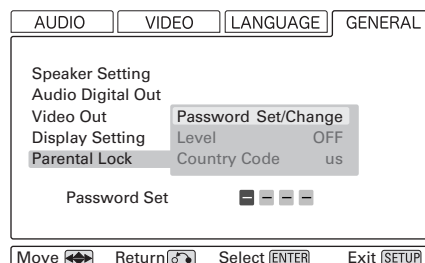 AUDIO VIDEO LANGUAGE GENERAL
Speaker Setting
Audio Digital Out
Video Out Password Set/Change
Display Setting Level OFF
Parental Lock Country Code us
Password Set – – – –
Move Return Select ENTER Exit SETUP